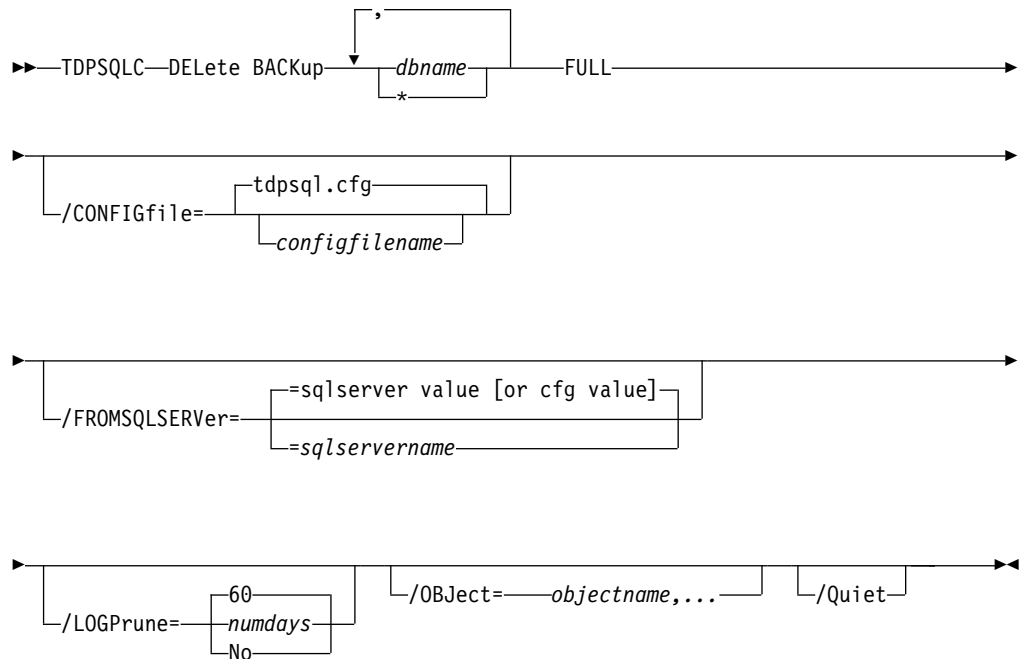 ,
TDPSQLC DELete BACKup dbname FULL
*
tdpsql.cfg
/CONFIGfile=
configfilename
=sqlserver value [or cfg value]
/FROMSQLSERVer=
=sqlservername
60
/LOGPrune= numdays
No
/OBJect= objectname,...
/Quiet